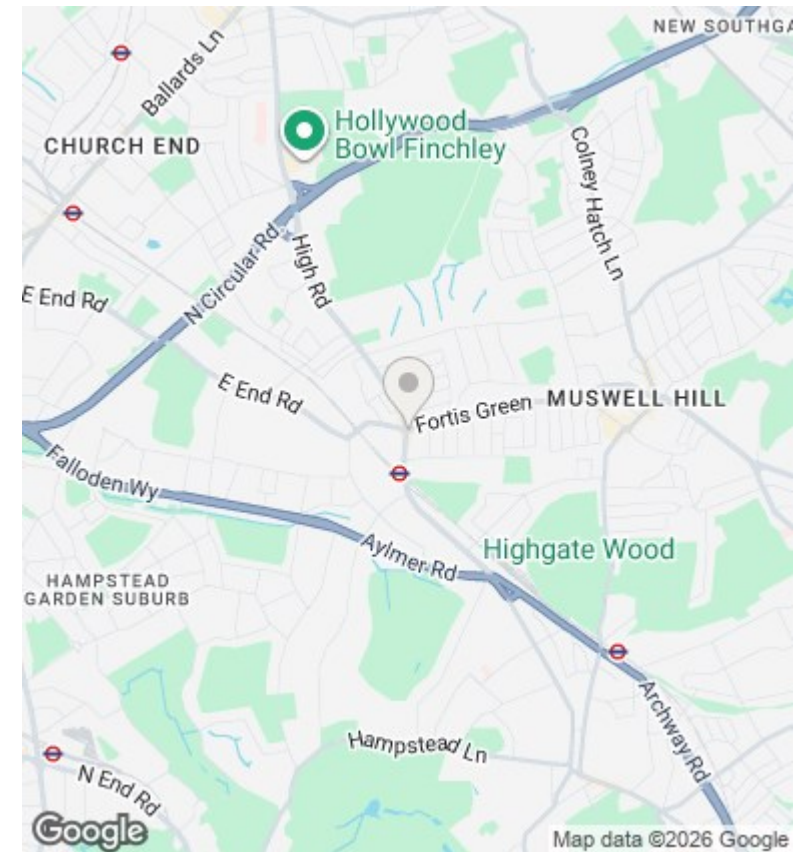 NEW SOUTHGA
Ballards Ln
Hollywood
Bowl Finchley
CHURCH END
Colney Hatch Ln
N Circular Rd
High Rd
E End Rd
E End Rd
MUSWELL HILL
Fortis Green
Falloden Wy
Aylmer Rd
Highgate Wood
HAMPSTEAD
GARDEN SUBURB
Archway Rd
Hampstead Ln
N End Rd
Google
Map data ©2026 Google